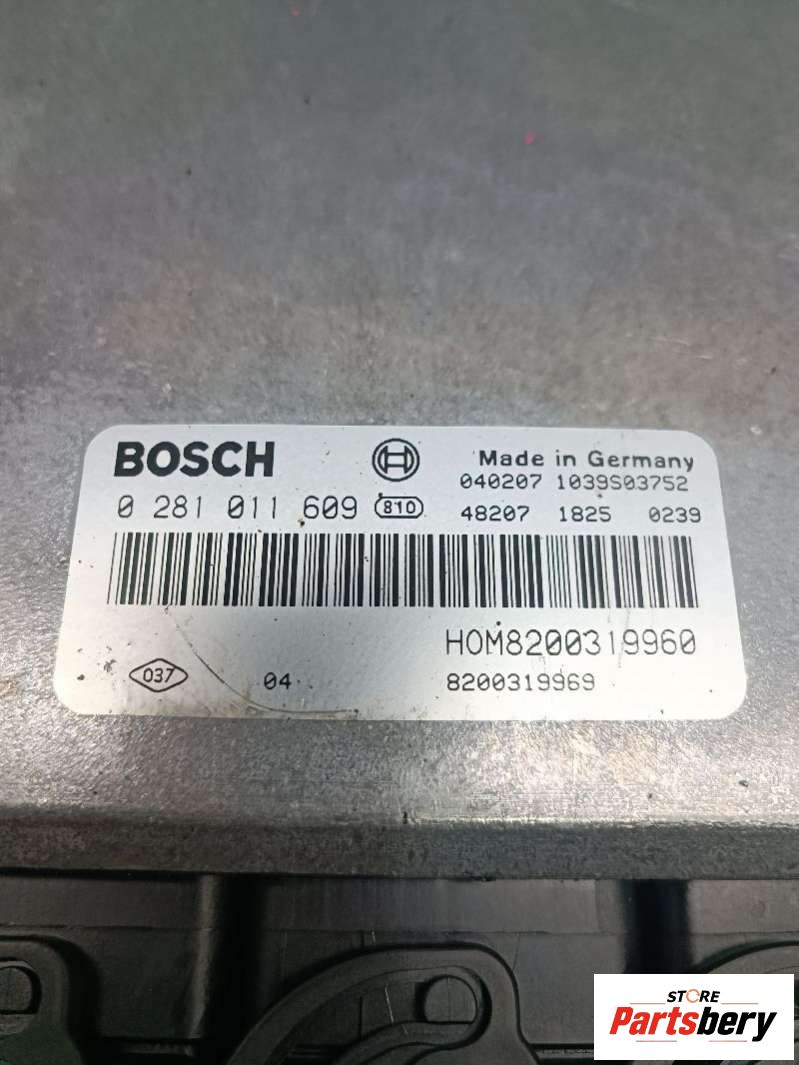 BOSCH
Made in Germany
040207 1039S03752
0 281 011 609 810 48207 1825 0239
HOM8200319960
037 04 8200319969
STORE
Partsbery